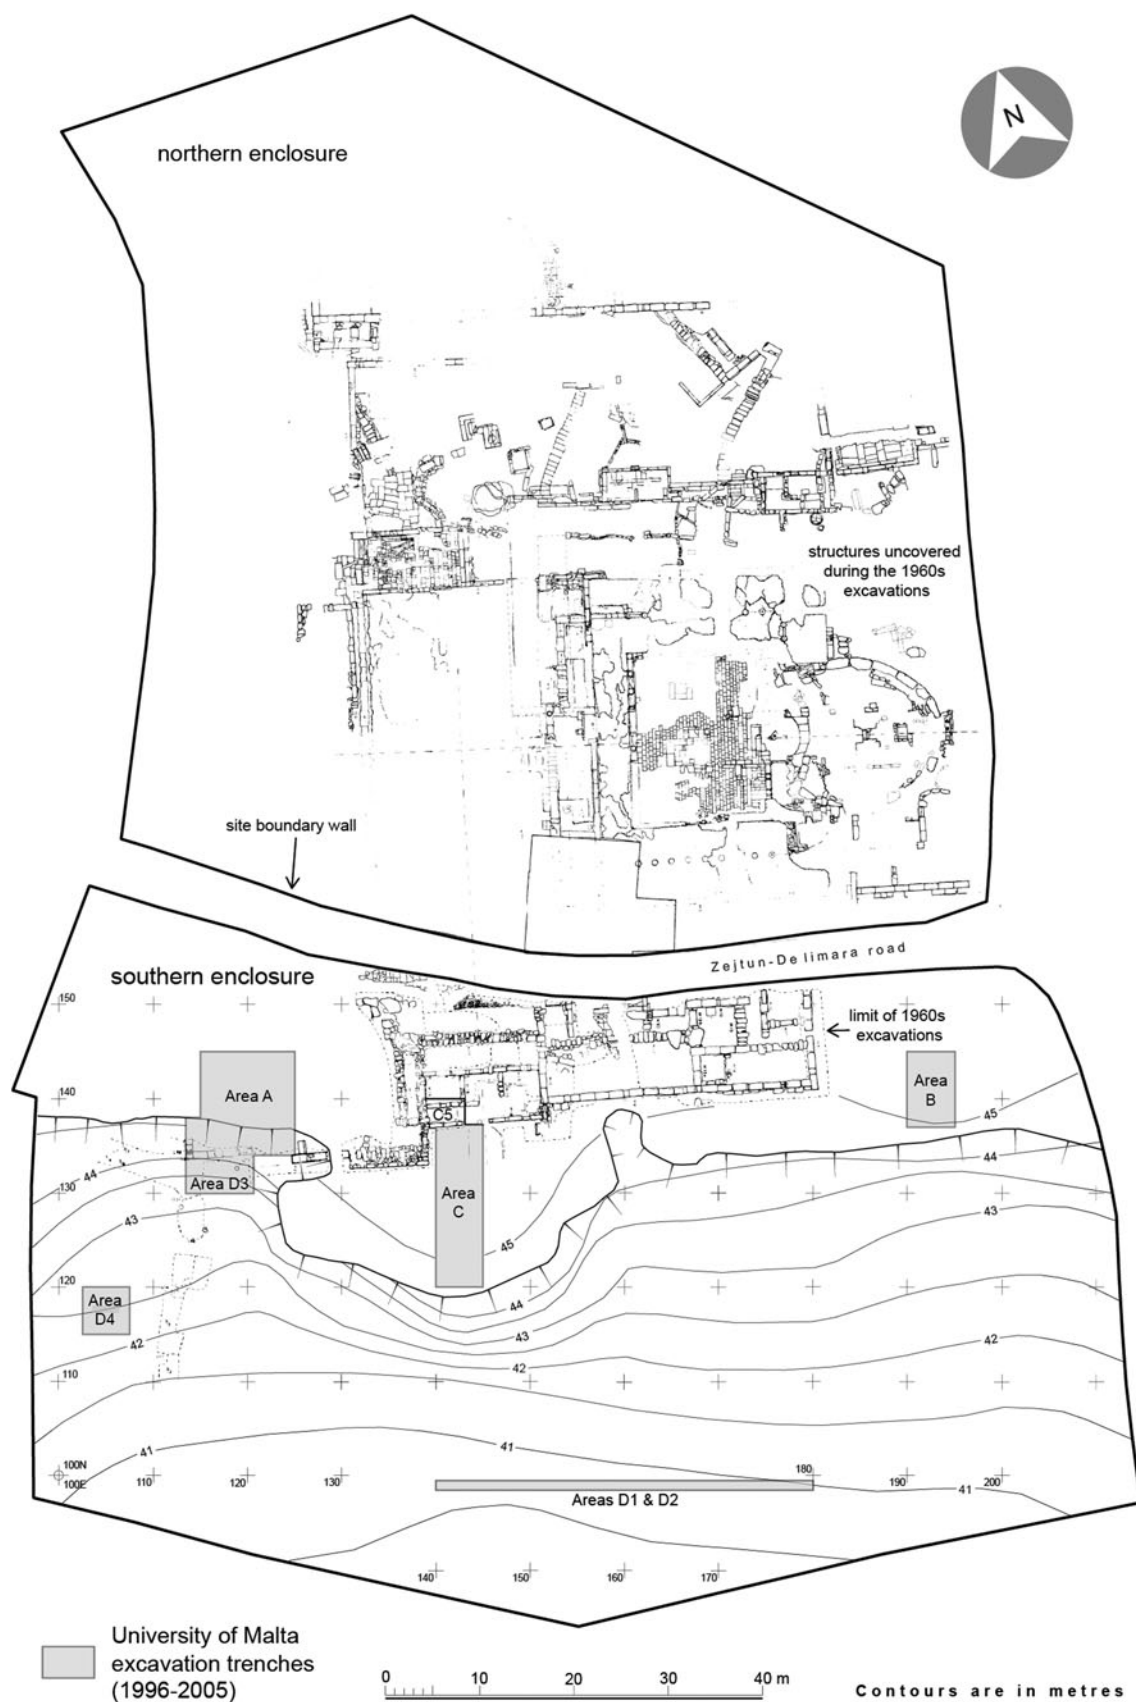 northern enclosure
N
structures uncovered
during the 1960s
excavations
site boundary wall
Zejtun-Delimara road
southern enclosure
150
limit of 1960s
excavations
140
Area A
Area
B
C5
45
44
44
130
Area D3
Area
C
43
43
45
120
Area
D4
44
43
42
42
42
110
41
41
100N
100E
110
120
130
180
190
200
41
Areas D1 & D2
140
150
160
170
University of Malta
excavation trenches
(1996-2005)
0 10 20 30 40 m
Contours are in metres